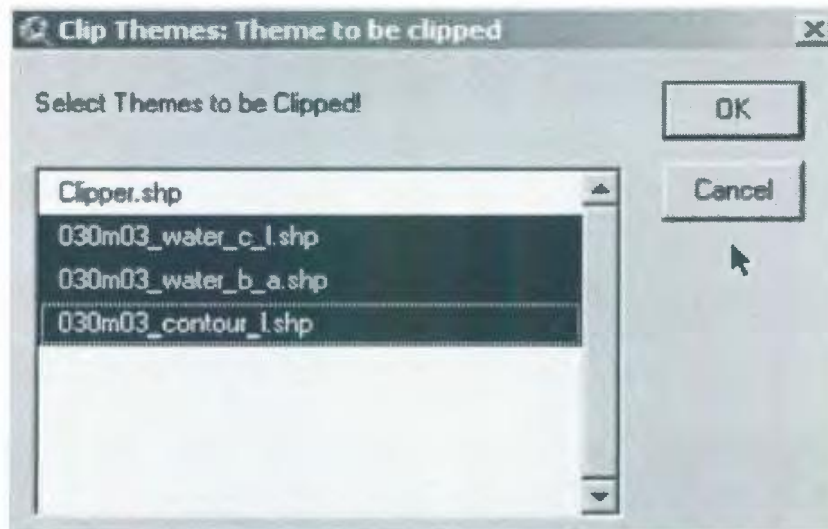 Clip Themes: Theme to be clipped
Select Themes to be Clipped!
OK
Clipper.shp
Cancel
030m03_water_c_l.shp
030m03_water_b_a.shp
030m03_contour_l.shp